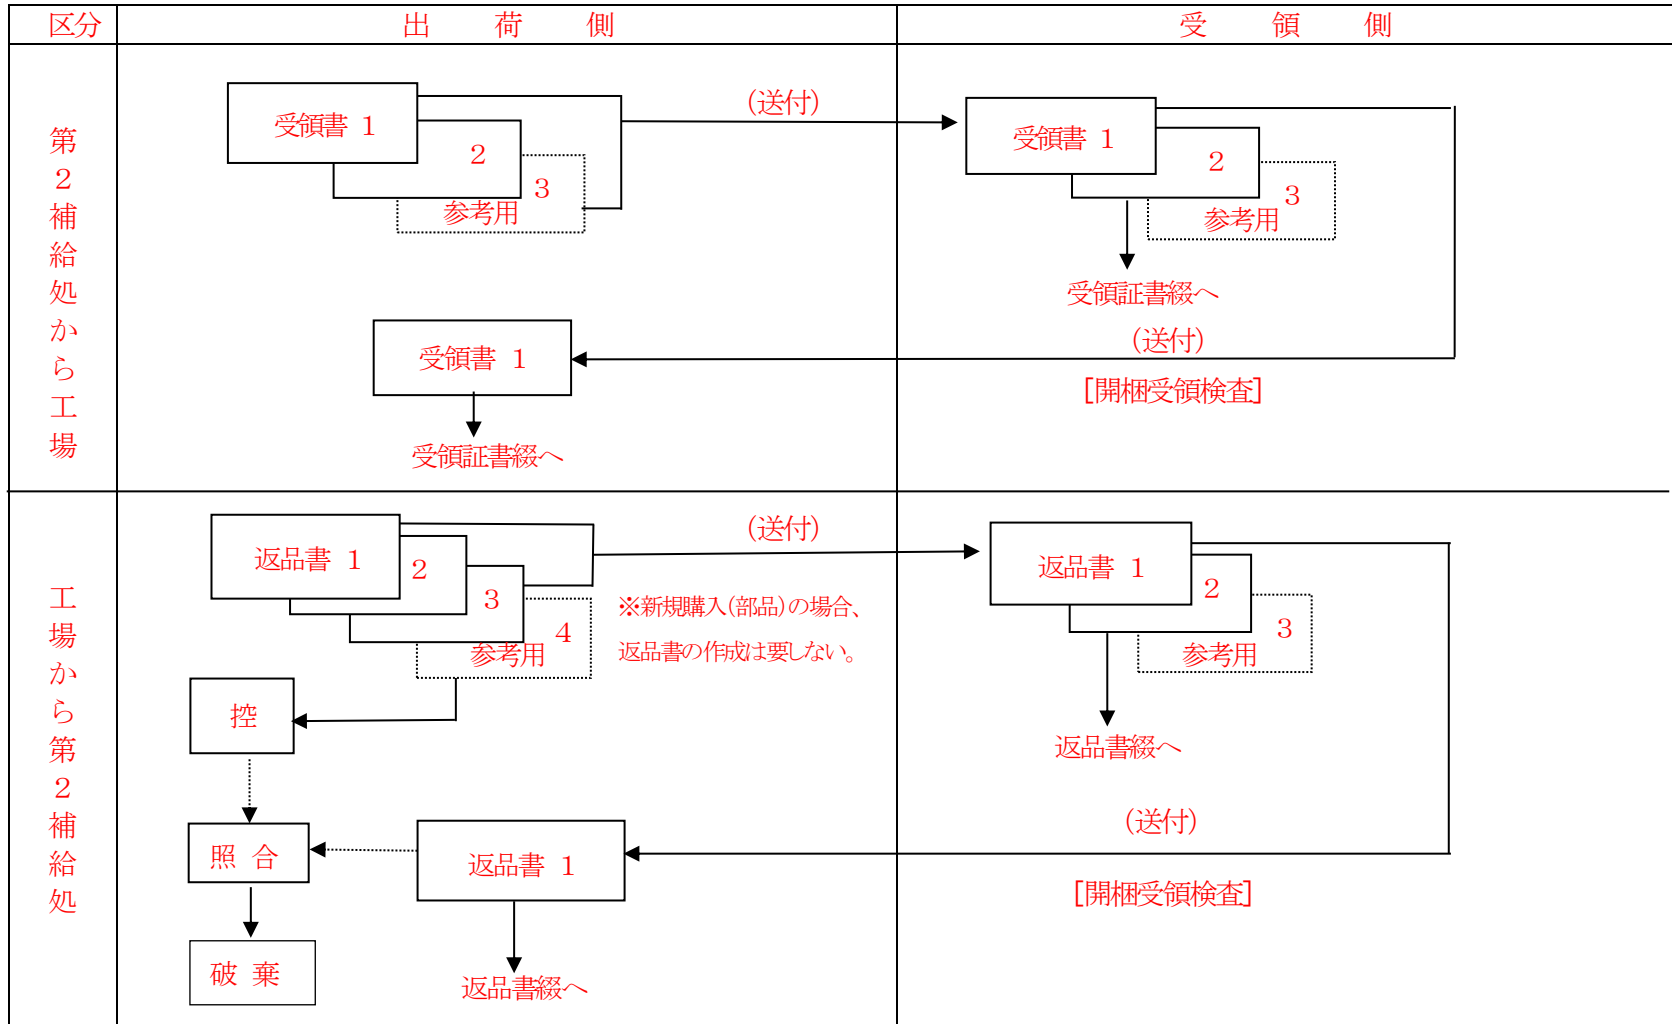 区分
出　荷　側
受　領　側
第２補給処から工場
受領書 １
２
３
参考用
(送付)
受領書 １
２
３
参考用
受領証書綴へ
(送付)
受領書 １
[開梱受領検査]
受領証書綴へ
工場から第２補給処
返品書 １
２
３
４
参考用
(送付)
※新規購入(部品)の場合、
返品書の作成は要しない。
返品書 １
２
３
参考用
控
返品書綴へ
(送付)
照 合
返品書 １
[開梱受領検査]
破 棄
返品書綴へ